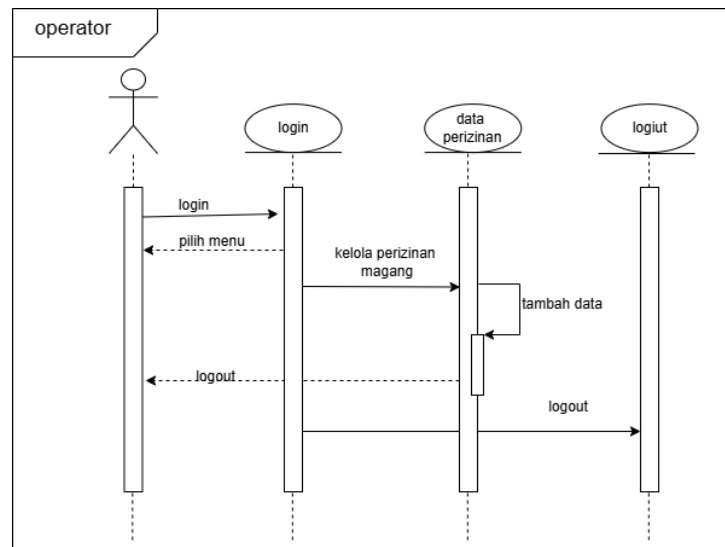 operator
login
data
perizinan
logiut
login
pilih menu
kelola perizinan
magang
tambah data
logout
logout